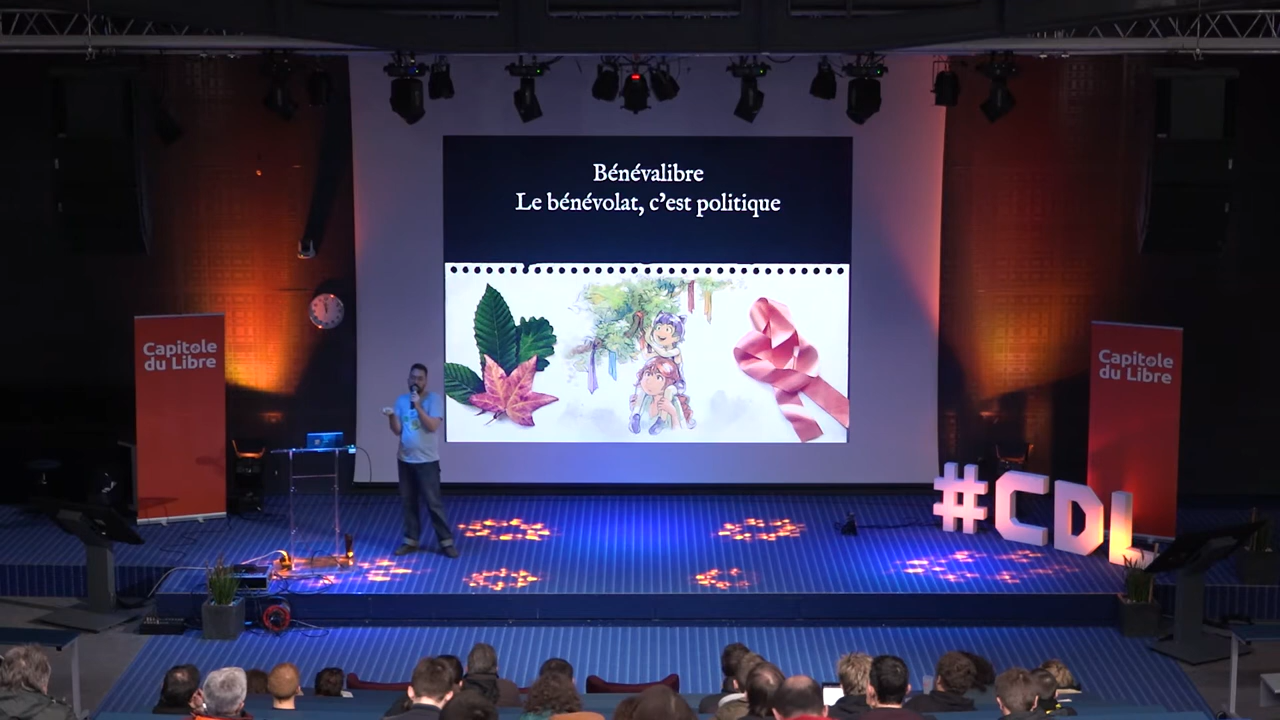 Bénévalibre
Le bénévolat, c'est politique
Capitole
du Libre
Capitole
du Libre
#CDL